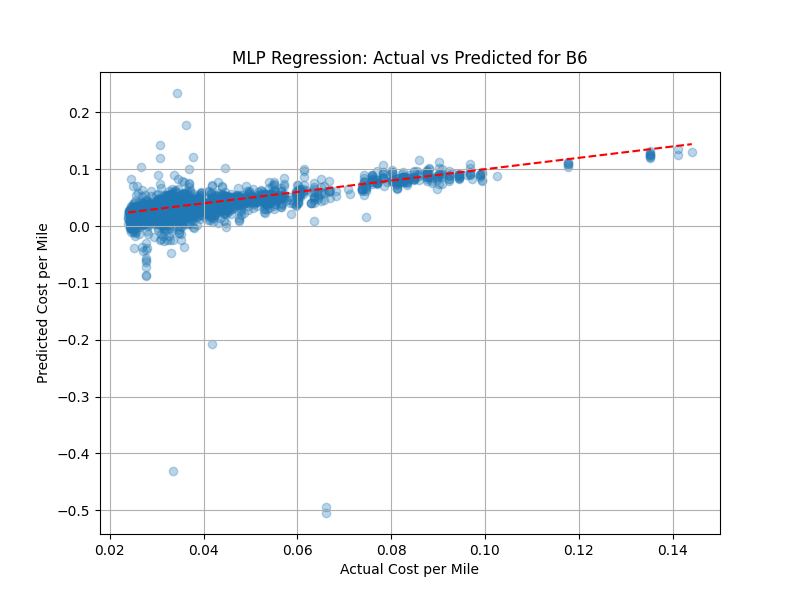 MLP Regression: Actual vs Predicted for B6
Predicted Cost per Mile
0.2
0.1
0.0
−0.1
−0.2
−0.3
−0.4
−0.5
0.02 0.04 0.06 0.08 0.10 0.12 0.14
Actual Cost per Mile